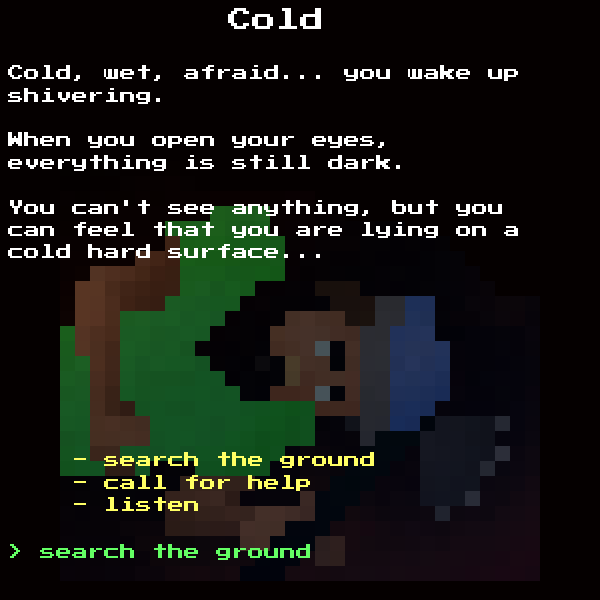 Cold
Cold, wet, afraid... you wake up
shivering.
When you open your eyes,
everything is still dark.
You can't see anything, but you
can feel that you are lying on a
cold hard surface...
- search the ground
- call for help
- listen
> search the ground